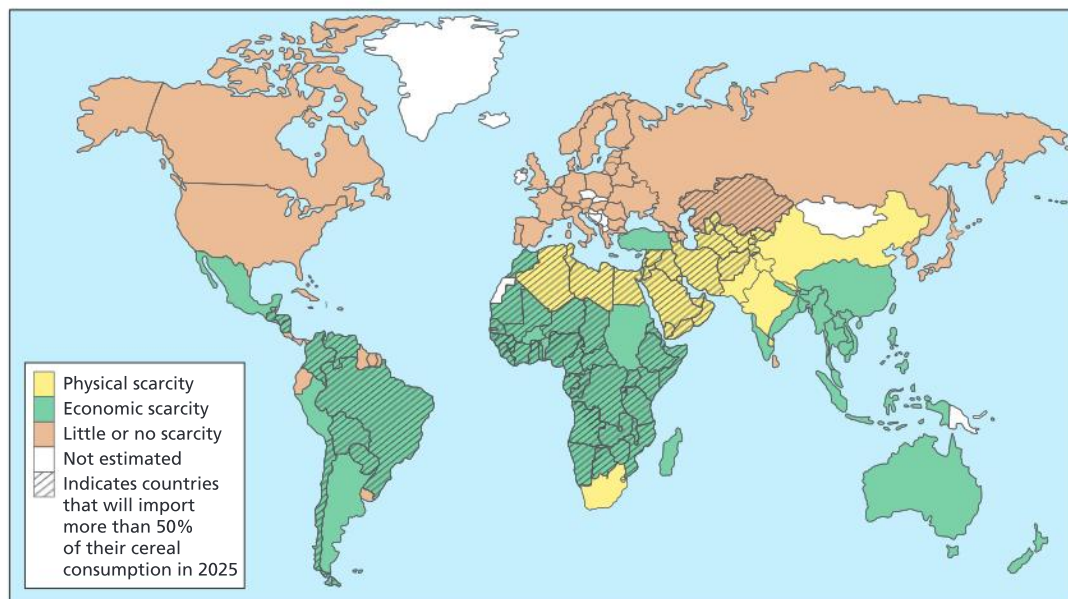 Physical scarcity
Economic scarcity
Little or no scarcity
Not estimated
Indicates countries
that will import
more than 50%
of their cereal
consumption in 2025